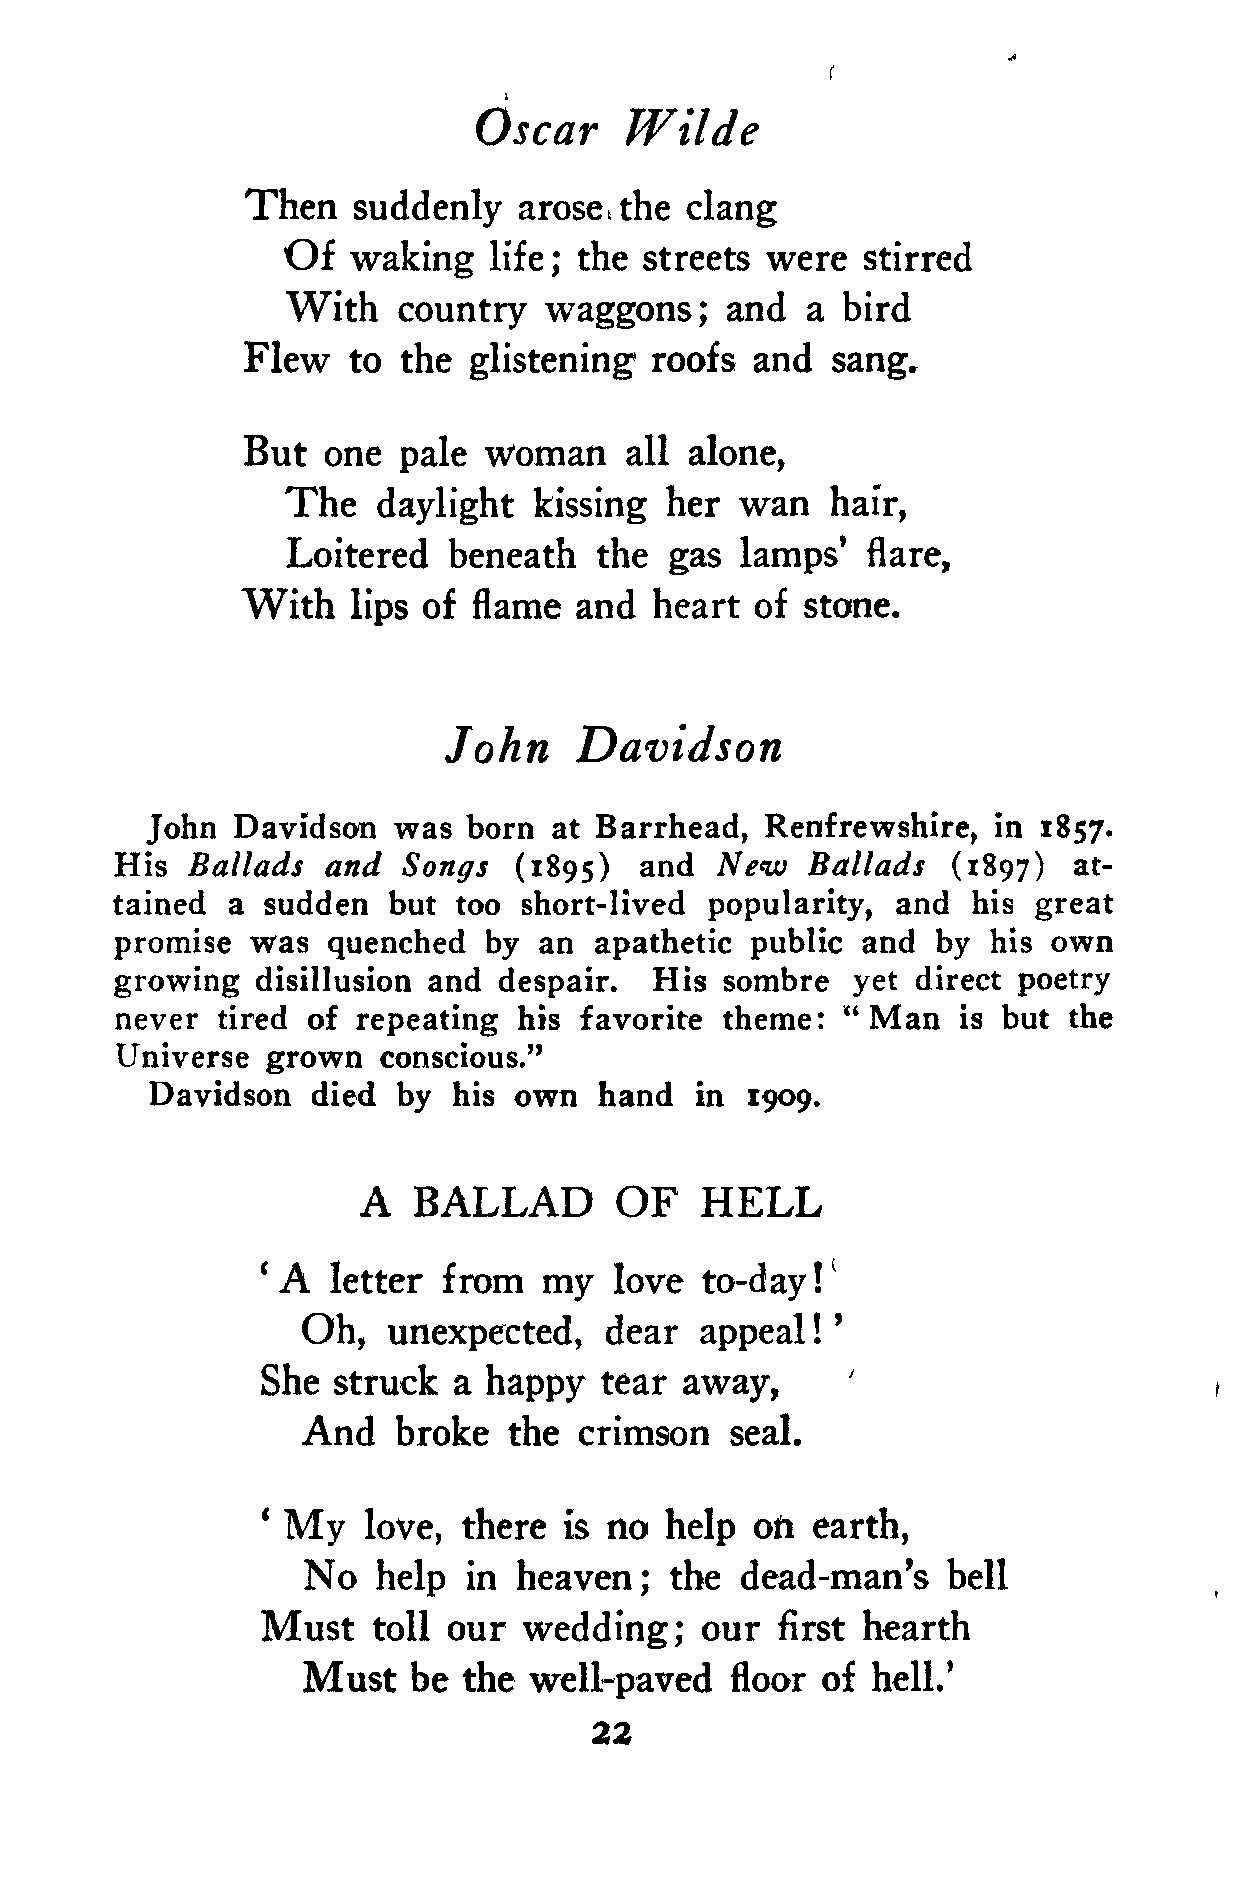 Oscar Wilde
Then suddenly arose the clang
Of waking life; the streets were stirred
With country waggons; and a bird
Flew to the glistening roofs and sang.
But one pale woman all alone,
The daylight kissing her wan hair,
Loitered beneath the gas lamps' flare,
With lips of flame and heart of stone.
John Davidson
John Davidson was born at Barrhead, Renfrewshire, in 1857.
His Ballads and Songs (1895) and New Ballads (1897) at-
tained a sudden but too short-lived popularity, and his great
promise was quenched by an apathetic public and by his own
growing disillusion and despair. His sombre yet direct poetry
never tired of repeating his favorite theme: "Man is but the
Universe grown conscious."
Davidson died by his own hand in 1909.
A BALLAD OF HELL
'A letter from my love to-day!
Oh, unexpected, dear appeal!'
She struck a happy tear away,
And broke the crimson seal.
'My love, there is no help on earth,
No help in heaven; the dead-man's bell
Must toll our wedding; our first hearth
Must be the well-paved floor of hell.'
22